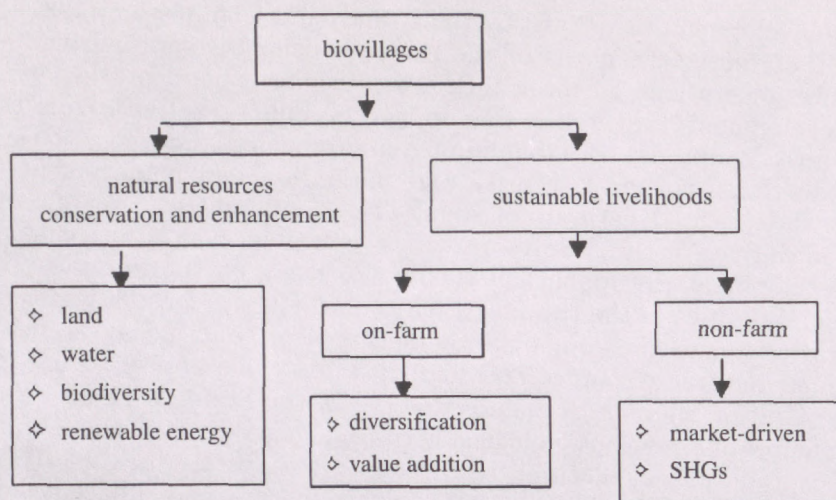 biovillages
natural resources
conservation and enhancement
sustainable livelihoods
land
water
biodiversity
renewable energy
on-farm
non-farm
diversification
value addition
market-driven
SHGs